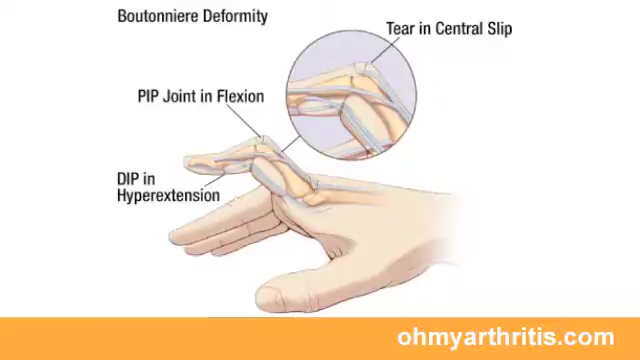 Boutonniere Deformity
Tear in Central Slip
PIP Joint in Flexion
DIP in
Hyperextension
ohmyarthritis.com